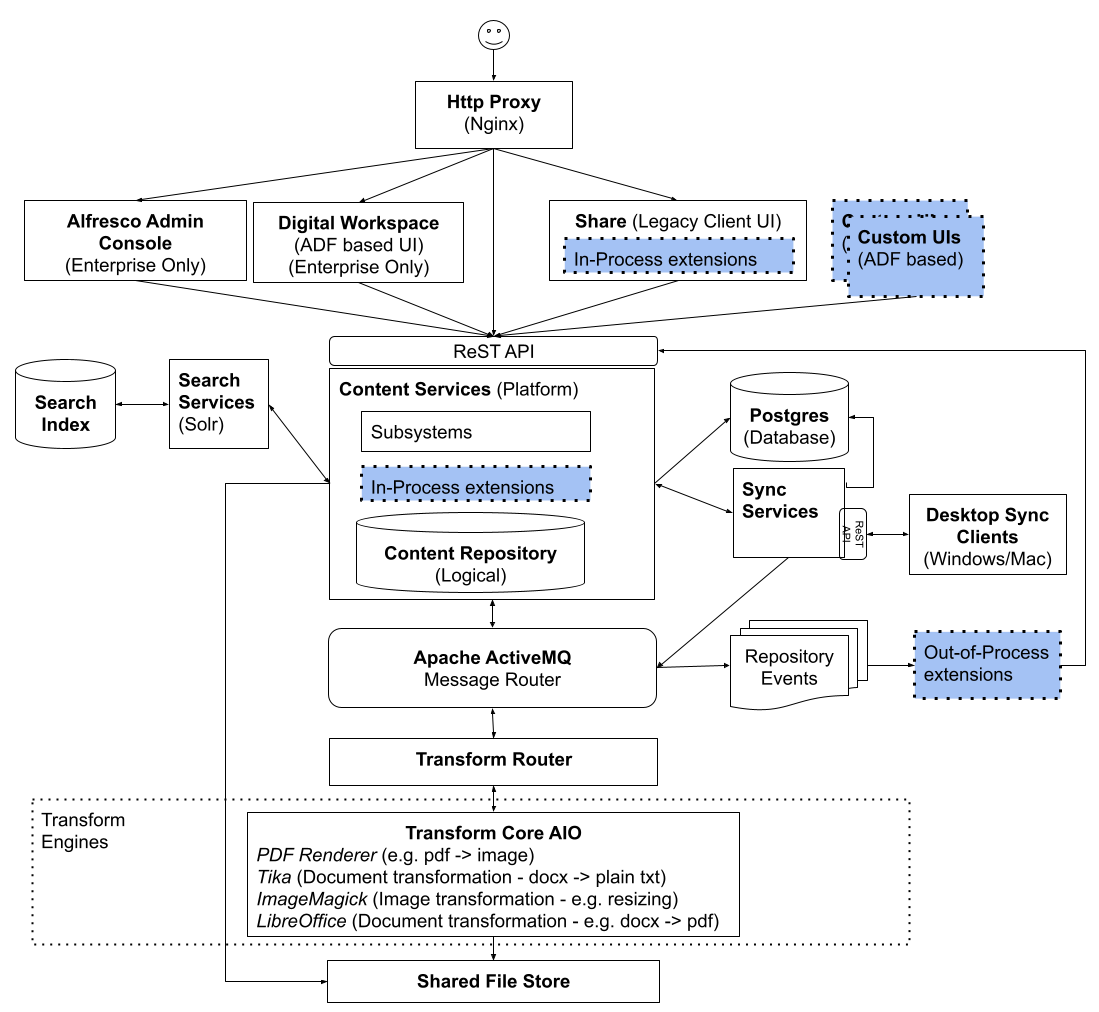 Http Proxy
(Nginx)
Alfresco Admin
Console
(Enterprise Only)
Digital Workspace
(ADF based UI)
(Enterprise Only)
Share (Legacy Client UI)
In-Process extensions
Custom UIs
(ADF based)
ReST API
Search
Index
Search
Services
(Solr)
Content Services (Platform)
Subsystems
In-Process extensions
Content Repository
(Logical)
Postgres
(Database)
Sync
Services
ReST
API
Desktop Sync
Clients
(Windows/Mac)
Apache ActiveMQ
Message Router
Repository
Events
Out-of-Process
extensions
Transform Router
Transform
Engines
Transform Core AIO
PDF Renderer (e.g. pdf -> image)
Tika (Document transformation - docx -> plain txt)
ImageMagick (Image transformation - e.g. resizing)
LibreOffice (Document transformation - e.g. docx -> pdf)
Shared File Store